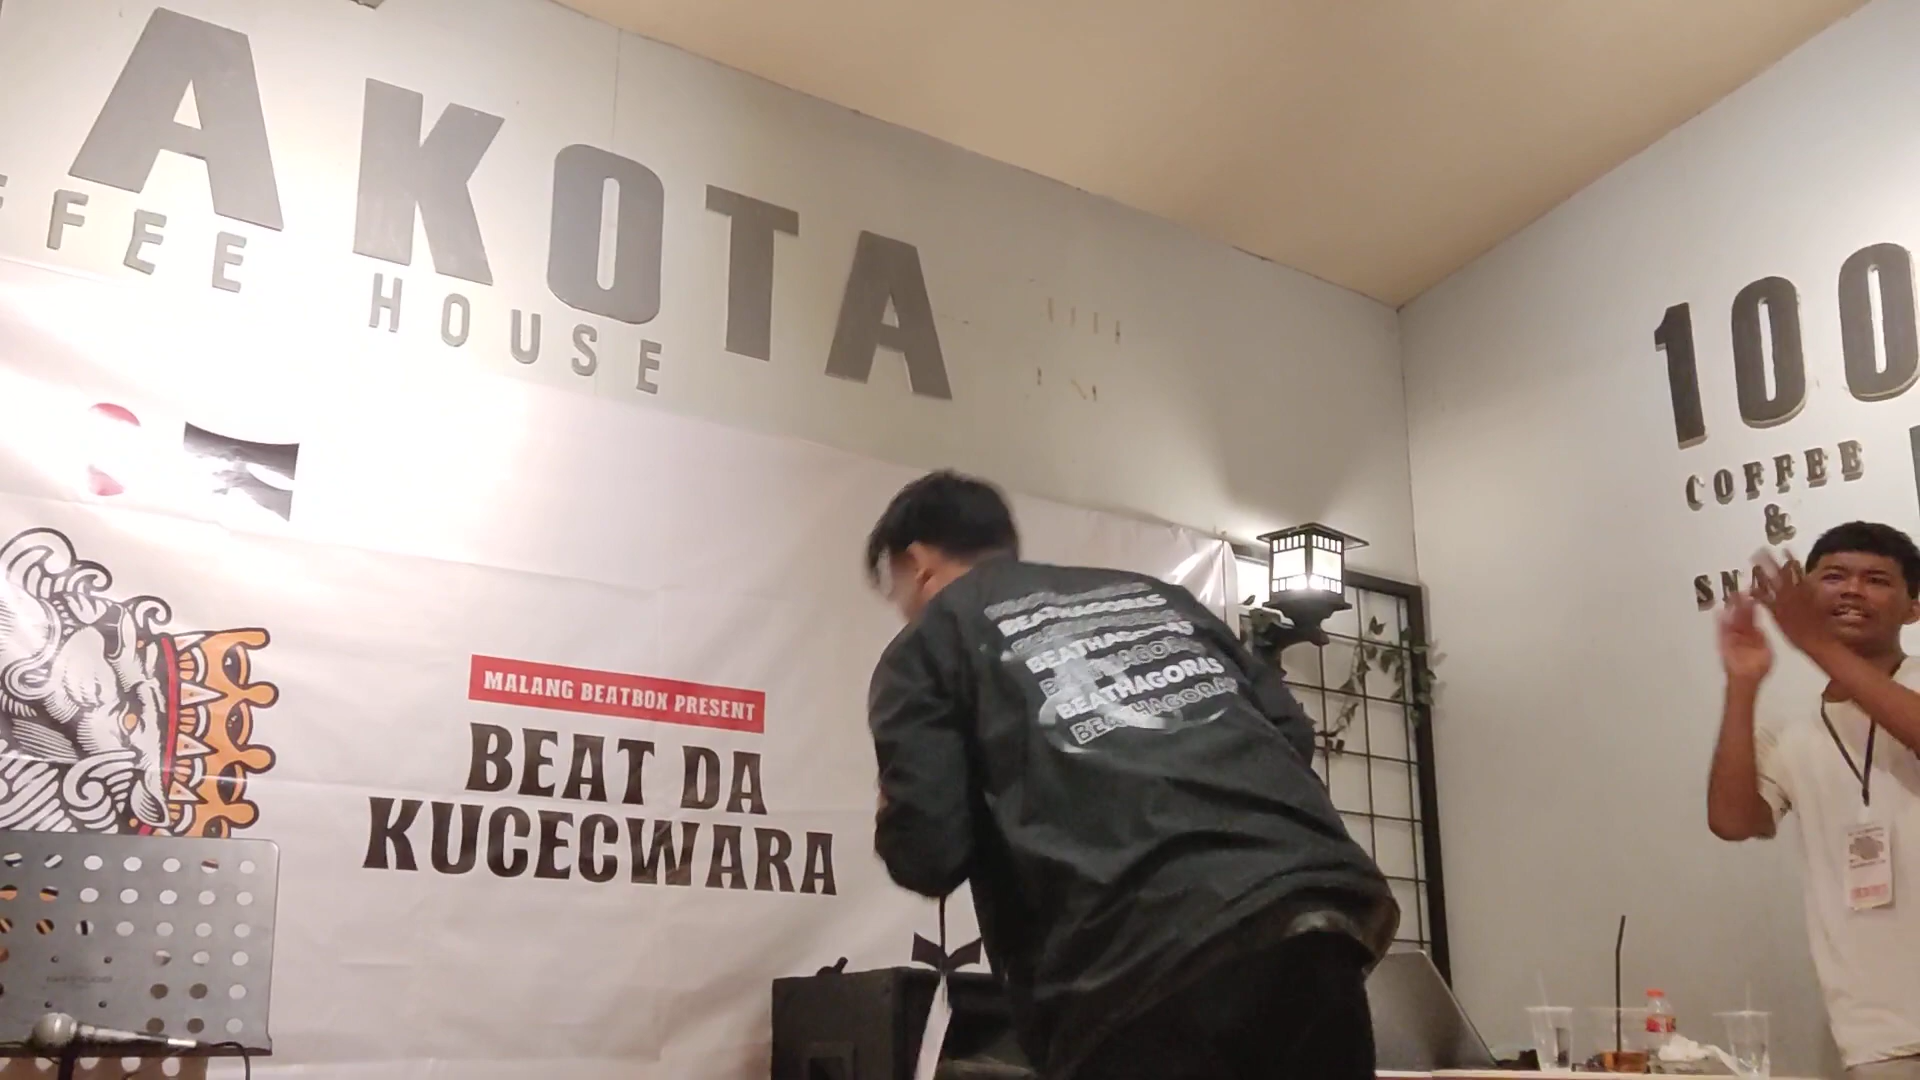 AKOTA
FFEE HOUSE
100
COFFEE
&
MALANG BEATBOX PRESENT
BEAT DA
KUCECWARA
BEATHAGORAS
BEATHAGORAS
BEATHAGORAS
BEATHAGORAS